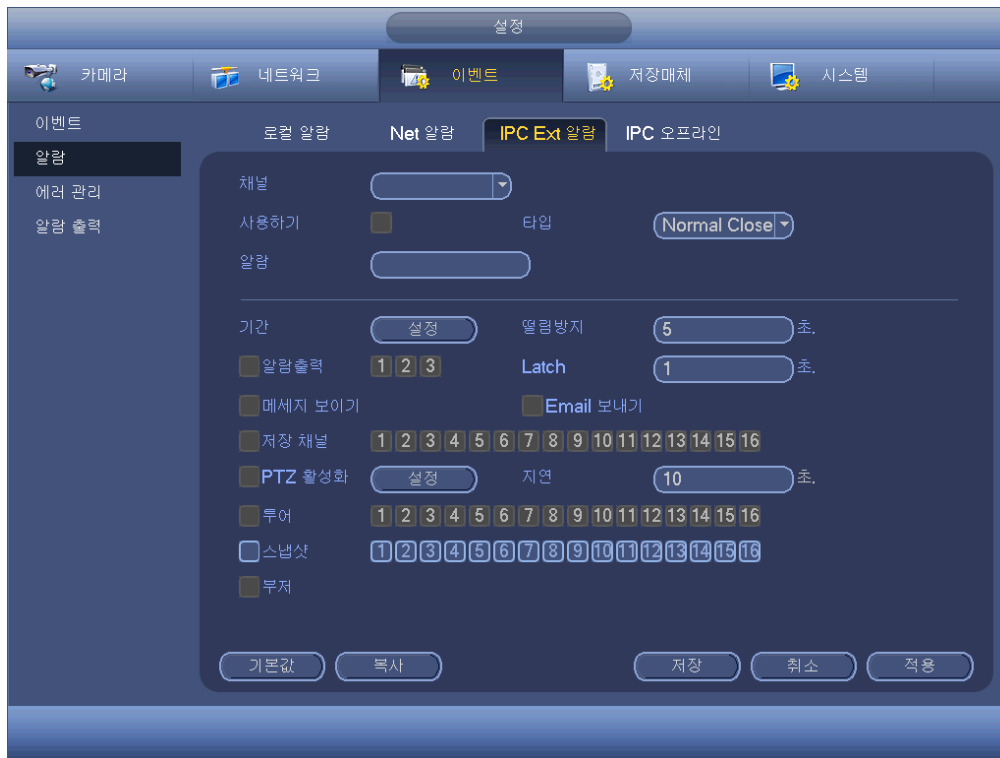 설정
카메라 네트워크 이벤트 저장매체 시스템
이벤트
알람
에러 관리
알람 출력
로컬 알람 Net 알람 IPC Ext 알람 IPC 오프라인
채널
사용하기 타입 Normal Close
알람
기간 설정 떨림방지 5 초.
알람출력 1 2 3 Latch 1 초.
메세지 보이기 Email 보내기
저장 채널 1 2 3 4 5 6 7 8 9 10 11 12 13 14 15 16
PTZ 활성화 설정 지연 10 초.
투어 1 2 3 4 5 6 7 8 9 10 11 12 13 14 15 16
스냅샷 1 2 3 4 5 6 7 8 9 10 11 12 13 14 15 16
부저
기본값 복사 저장 취소 적용